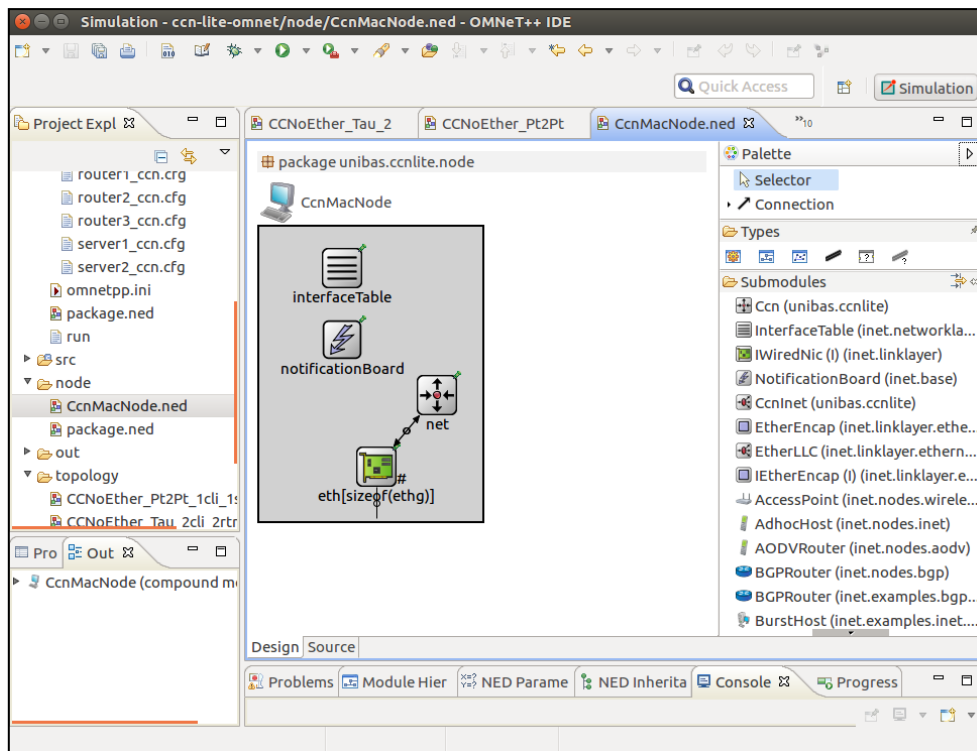 Simulation - ccn-lite-omnet/node/CcnMacNode.ned - OMNeT++ IDE
Quick Access
Simulation
Project Expl
router1_ccn.cfg
router2_ccn.cfg
router3_ccn.cfg
server1_ccn.cfg
server2_ccn.cfg
omnetpp.ini
package.ned
run
src
node
CcnMacNode.ned
package.ned
out
topology
CCNoEther_Pt2Pt_1cli_1s
CCNoEther_Tau_2cli_2rtr
Pro
Out
CcnMacNode (compound m
CCNoEther_Tau_2
CCNoEther_Pt2Pt
CcnMacNode.ned
»10
package unibas.ccnlite.node
CcnMacNode
interfaceTable
notificationBoard
net
#
eth[sizeof(ethg)]
Design
Source
Palette
Selector
Connection
Types
Submodules
Ccn (unibas.ccnlite)
InterfaceTable (inet.networkla...
IWiredNic (I) (inet.linklayer)
NotificationBoard (inet.base)
CcnInet (unibas.ccnlite)
EtherEncap (inet.linklayer.ethe...
EtherLLC (inet.linklayer.ethern...
IEtherEncap (I) (inet.linklayer.e...
AccessPoint (inet.nodes.wirele...
AdhocHost (inet.nodes.inet)
AODVRouter (inet.nodes.aodv)
BGPRouter (inet.nodes.bgp)
BGPRouter (inet.examples.bgp...
BurstHost (inet.examples.inet....
Problems
Module Hier
NED Parame
NED Inherita
Console
Progress